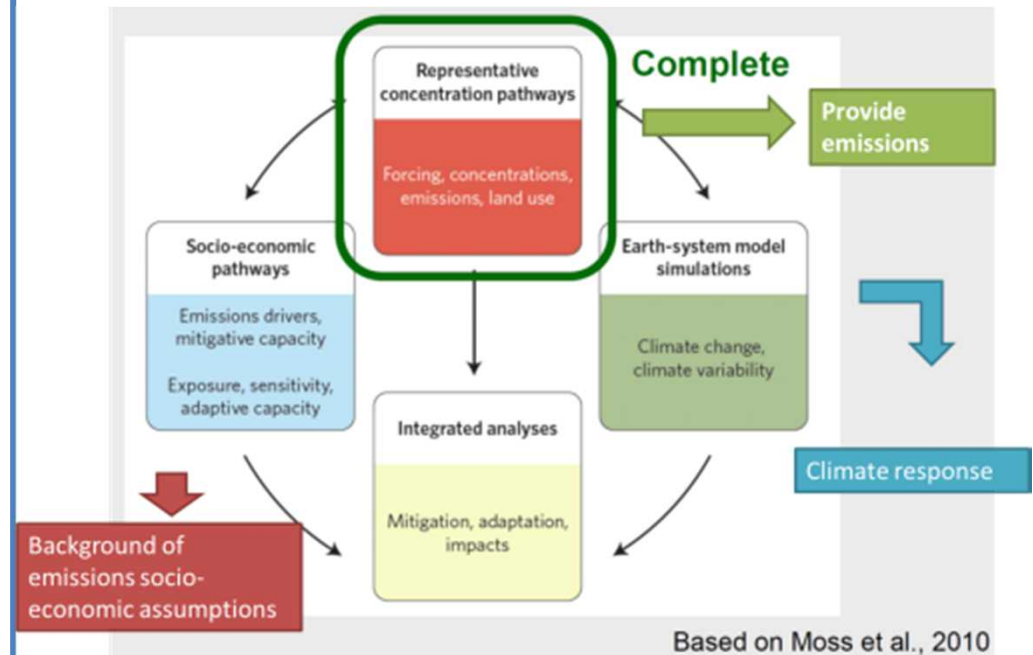 Representative
concentration pathways
Forcing, concentrations,
emissions, land use
Complete
Provide
emissions
Socio-economic
pathways
Emissions drivers,
mitigative capacity
Exposure, sensitivity,
adaptive capacity
Earth-system model
simulations
Climate change,
climate variability
Integrated analyses
Mitigation, adaptation,
impacts
Climate response
Background of
emissions socio-
economic assumptions
Based on Moss et al., 2010